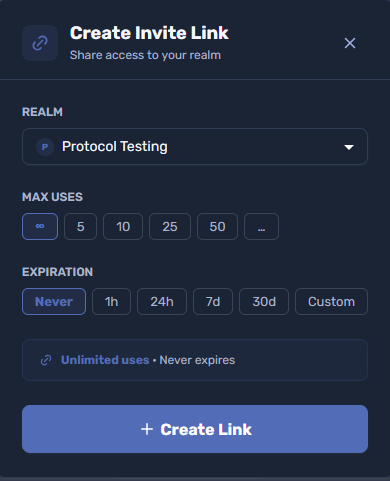 Create Invite Link
Share access to your realm
REALM
P Protocol Testing
MAX USES
∞ 5 10 25 50 ...
EXPIRATION
Never 1h 24h 7d 30d Custom
Unlimited uses • Never expires
+ Create Link